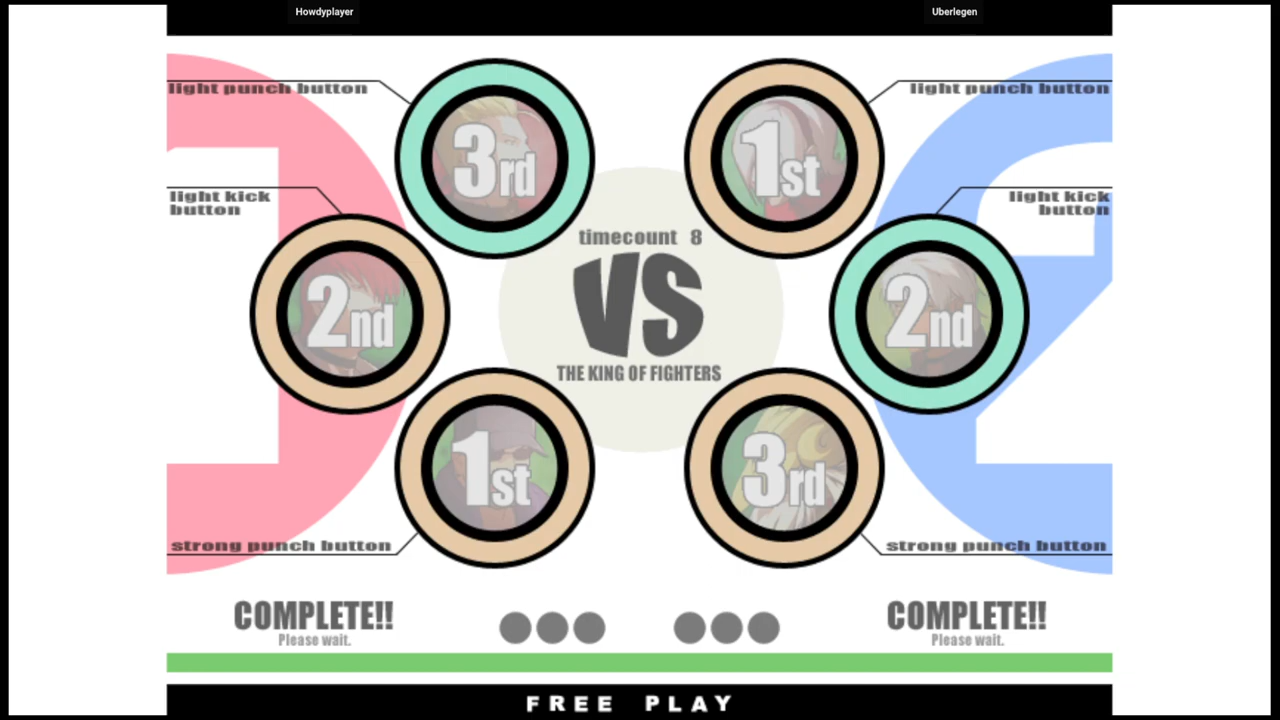 Howdyplayer
Uberlegen
light punch button
light punch button
3rd
1st
light kick
button
light kick
button
timecount 8
2nd
VS
2nd
THE KING OF FIGHTERS
1st
3rd
strong punch button
strong punch button
COMPLETE!!
Please wait.
COMPLETE!!
Please wait.
FREE PLAY